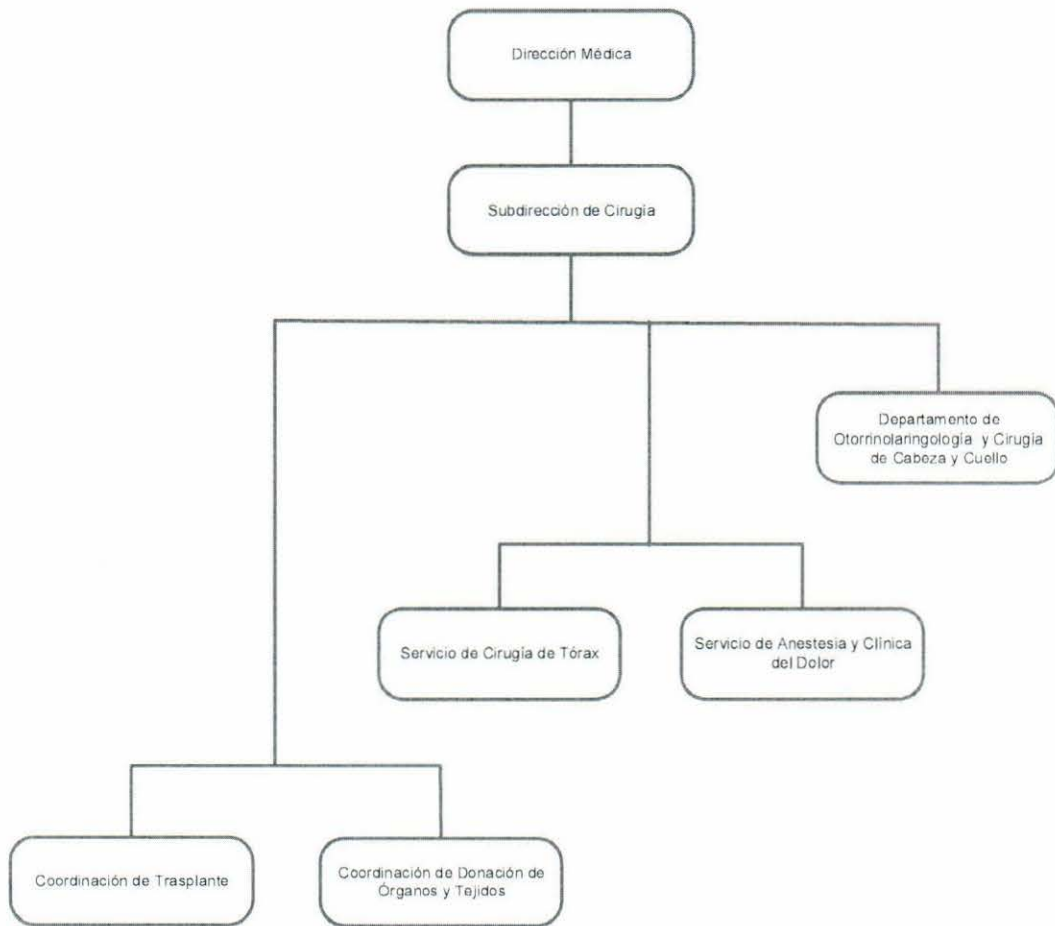 Dirección Médica
Subdirección de Cirugía
Departamento de
Otorrinolaringología y Cirugía
de Cabeza y Cuello
Servicio de Cirugía de Tórax
Servicio de Anestesia y Clínica
del Dolor
Coordinación de Trasplante
Coordinación de Donación de
Órganos y Tejidos